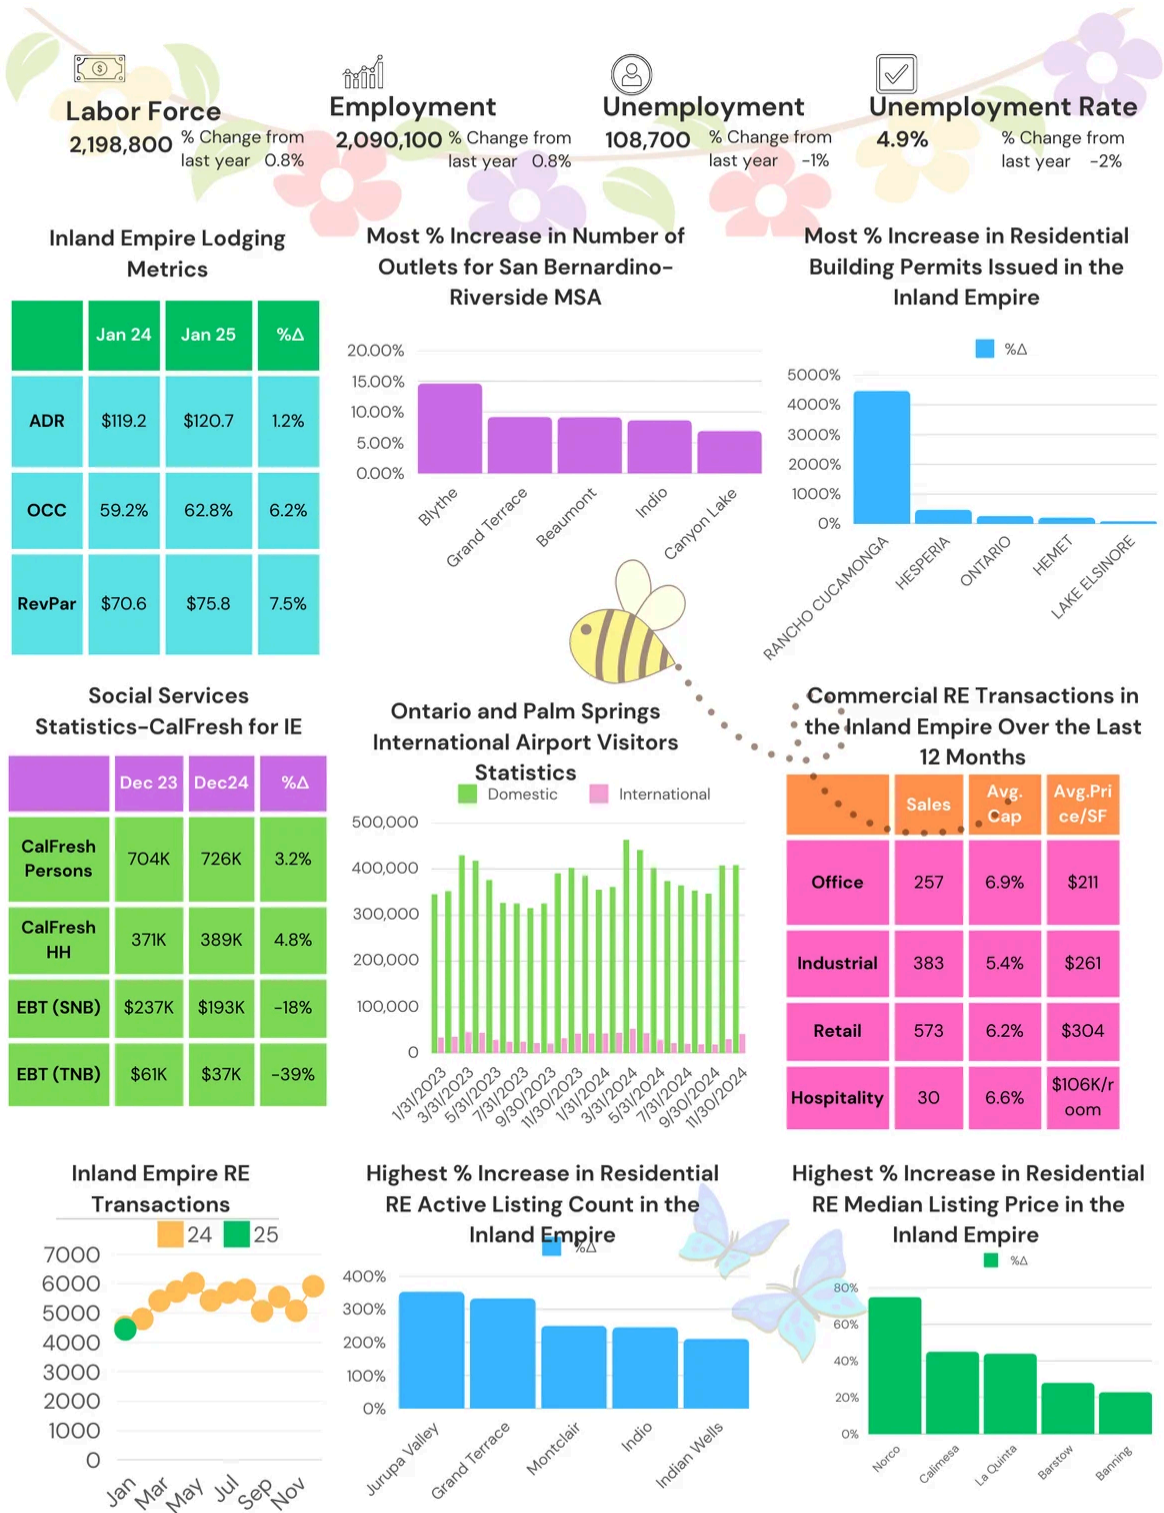 Labor Force
2,198,800 % Change from
last year 0.8%
Employment
2,090,100 % Change from
last year 0.8%
Unemployment
108,700 % Change from
last year -1%
Unemployment Rate
4.9% % Change from
last year -2%
Inland Empire Lodging
Metrics
Jan 24 Jan 25 %Δ
ADR $119.2 $120.7 1.2%
OCC 59.2% 62.8% 6.2%
RevPar $70.6 $75.8 7.5%
Most % Increase in Number of
Outlets for San Bernardino-
Riverside MSA
20.00%
15.00%
10.00%
5.00%
0.00%
Blythe
Grand Terrace
Beaumont
Indio
Canyon Lake
Most % Increase in Residential
Building Permits Issued in the
Inland Empire
%Δ
5000%
4000%
3000%
2000%
1000%
0%
RANCHO CUCAMONGA
HESPERIA
ONTARIO
HEMET
LAKE ELSINORE
Social Services
Statistics-CalFresh for IE
Dec 23 Dec24 %Δ
CalFresh
Persons 704K 726K 3.2%
CalFresh
HH 371K 389K 4.8%
EBT (SNB) $237K $193K -18%
EBT (TNB) $61K $37K -39%
Ontario and Palm Springs
International Airport Visitors
Statistics
Domestic International
500,000
400,000
300,000
200,000
100,000
0
1/31/2023
3/31/2023
5/31/2023
7/31/2023
9/30/2023
11/30/2023
1/31/2024
3/31/2024
5/31/2024
7/31/2024
9/30/2024
11/30/2024
Commercial RE Transactions in
the Inland Empire Over the Last
12 Months
Sales Avg.
Cap Avg.Pri
ce/SF
Office 257 6.9% $211
Industrial 383 5.4% $261
Retail 573 6.2% $304
Hospitality 30 6.6% $106K/r
oom
Inland Empire RE
Transactions
24 25
7000
6000
5000
4000
3000
2000
1000
0
Jan
Mar
May
Jul
Sep
Nov
Highest % Increase in Residential
RE Active Listing Count in the
Inland Empire
%Δ
400%
300%
200%
100%
0%
Jurupa Valley
Grand Terrace
Montclair
Indio
Indian Wells
Highest % Increase in Residential
RE Median Listing Price in the
Inland Empire
%Δ
80%
60%
40%
20%
0%
Norco
Calimesa
La Quinta
Barstow
Banning